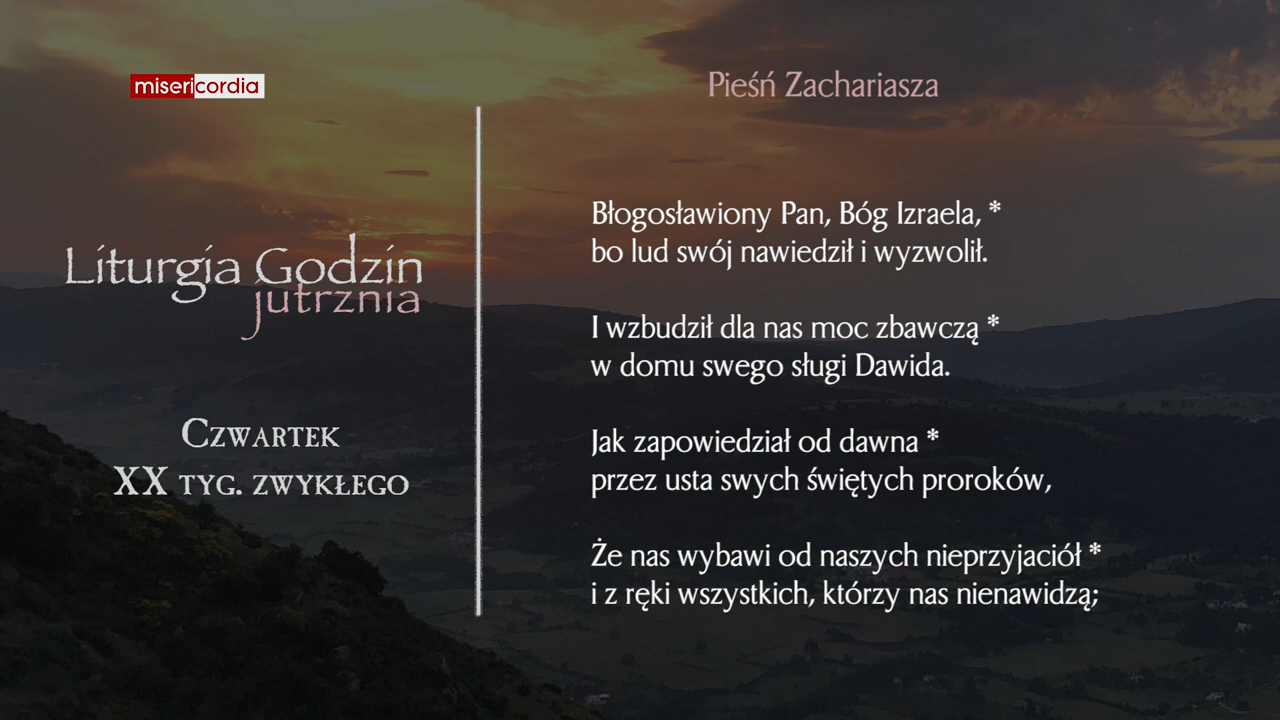 misericordia
Liturgia Godzin
jutrznia
Czwartek
XX tyg. zwykłego
Pieśń Zachariasza
Błogosławiony Pan, Bóg Izraela, *
bo lud swój nawiedził i wyzwolił.
I wzbudził dla nas moc zbawczą *
w domu swego sługi Dawida.
Jak zapowiedział od dawna *
przez usta swych świętych proroków,
Że nas wybawi od naszych nieprzyjaciół *
i z ręki wszystkich, którzy nas nienawidzą;